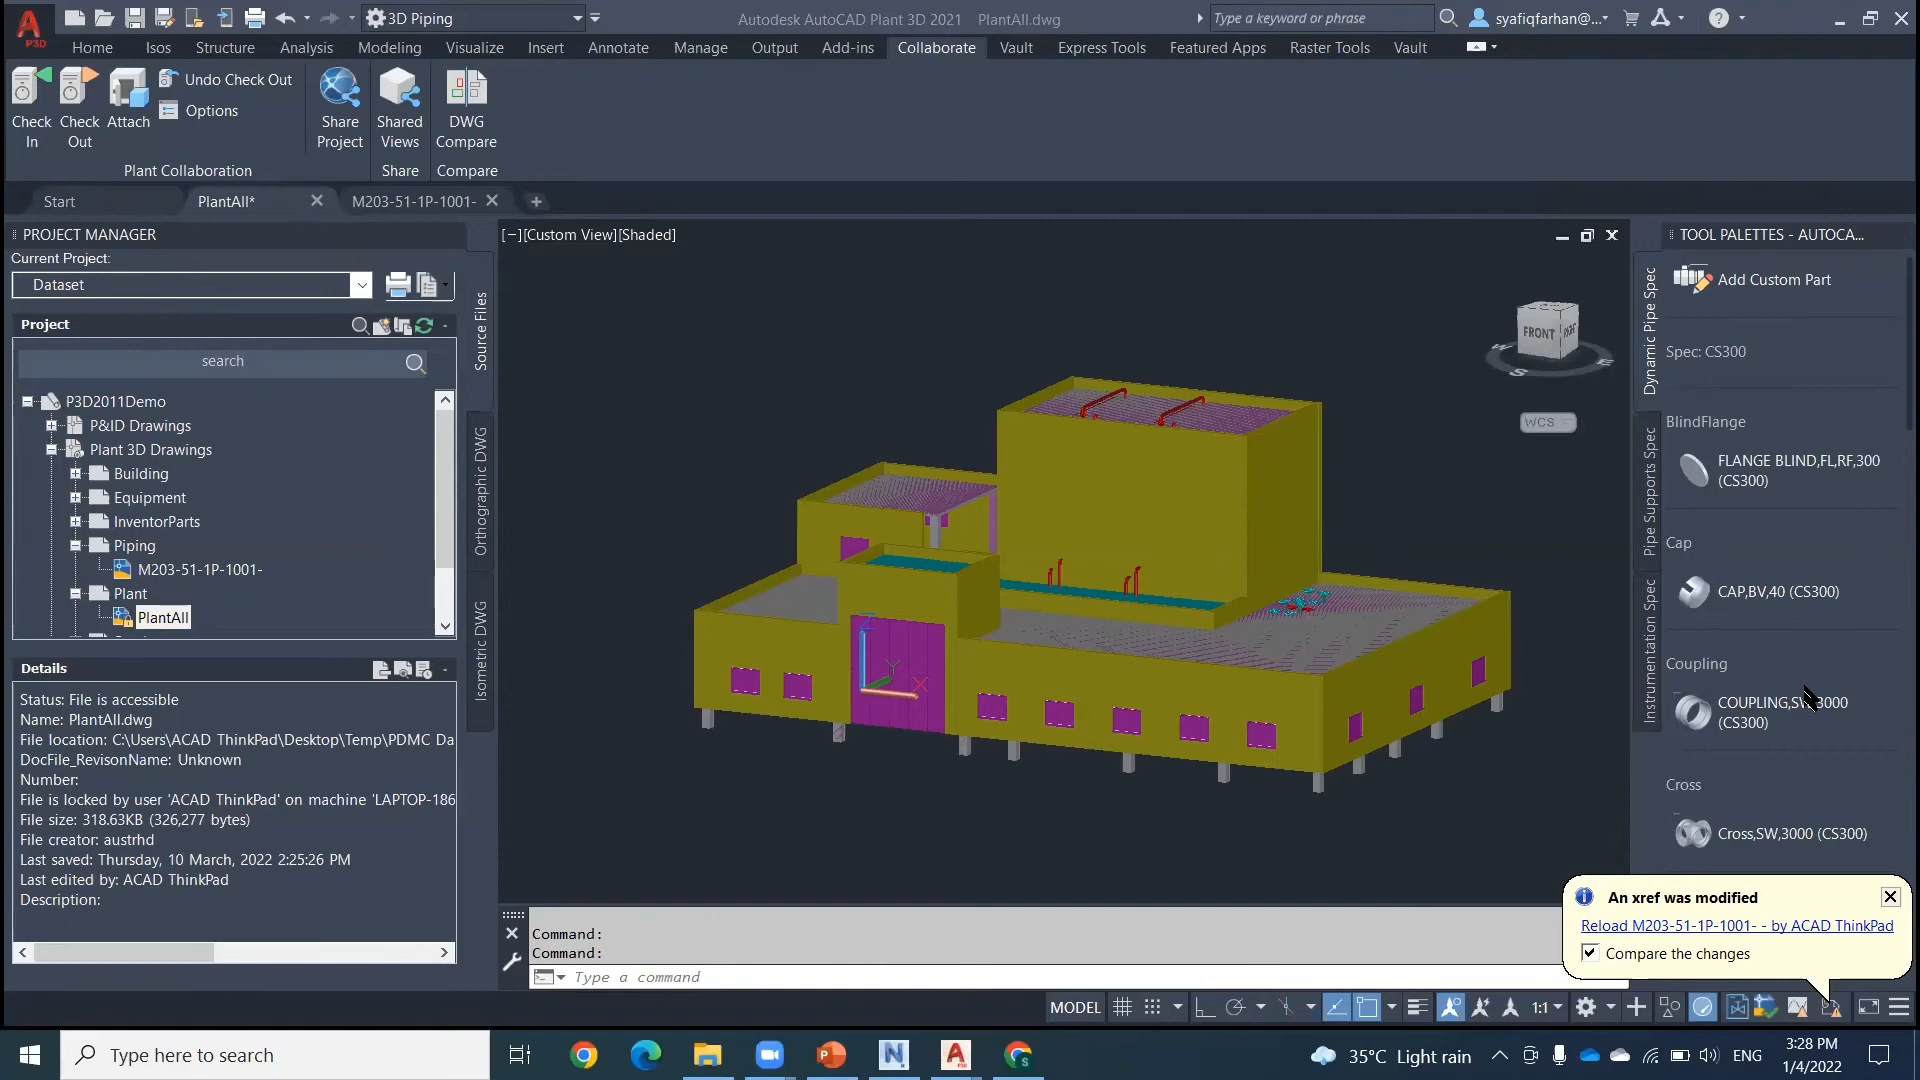 P3D
3D Piping
Autodesk AutoCAD Plant 3D 2021 PlantAll.dwg
Type a keyword or phrase
syafiqfarhan@...
Home Isos Structure Analysis Modeling Visualize Insert Annotate Manage Output Add-ins Collaborate Vault Express Tools Featured Apps Raster Tools Vault
Undo Check Out
Options
Check In
Check Out
Attach
Share Project
Shared Views
DWG Compare
Plant Collaboration Share Compare
Start PlantAll* M203-51-1P-1001-
PROJECT MANAGER
Current Project:
Dataset
Project
search
P3D2011Demo
P&ID Drawings
Plant 3D Drawings
Building
Equipment
InventorParts
Piping
M203-51-1P-1001-
Plant
PlantAll
Source Files
Orthographic DWG
Isometric DWG
Details
Status: File is accessible
Name: PlantAll.dwg
File location: C:\Users\ACAD ThinkPad\Desktop\Temp\PDMC Da
DocFile_RevisonName: Unknown
Number:
File is locked by user 'ACAD ThinkPad' on machine 'LAPTOP-186
File size: 318.63KB (326,277 bytes)
File creator: austrhd
Last saved: Thursday, 10 March, 2022 2:25:26 PM
Last edited by: ACAD ThinkPad
Description:
[−][Custom View][Shaded]
FRONT RIGHT
W S E
WCS
Z Y X
Command:
Command:
Type a command
TOOL PALETTES - AUTOCA...
Dynamic Pipe Spec
Pipe Supports Spec
Instrumentation Spec
Add Custom Part
Spec: CS300
BlindFlange
FLANGE BLIND,FL,RF,300
(CS300)
Cap
CAP,BV,40 (CS300)
Coupling
COUPLING,SW,3000
(CS300)
Cross
Cross,SW,3000 (CS300)
An xref was modified
Reload M203-51-1P-1001- - by ACAD ThinkPad
Compare the changes
MODEL 1:1
Type here to search
35°C Light rain
ENG
3:28 PM
1/4/2022